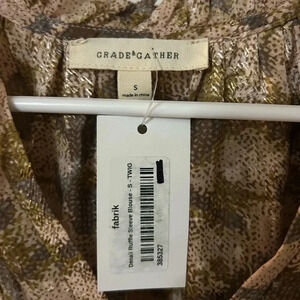 GRADE & GATHER
S
made in china
fabrik
Detail Ruffle Sleeve Blouse - S - TWIG
385327